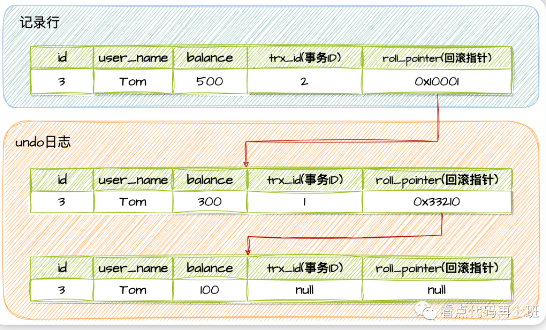 记录行
id user_name balance trx_id(事务ID) roll_pointer(回滚指针)
3 Tom 500 2 0x10001
undo日志
id user_name balance trx_id(事务ID) roll_pointer(回滚指针)
3 Tom 300 1 0x33210
id user_name balance trx_id(事务ID) roll_pointer(回滚指针)
3 Tom 100 null null
看点代码再上班